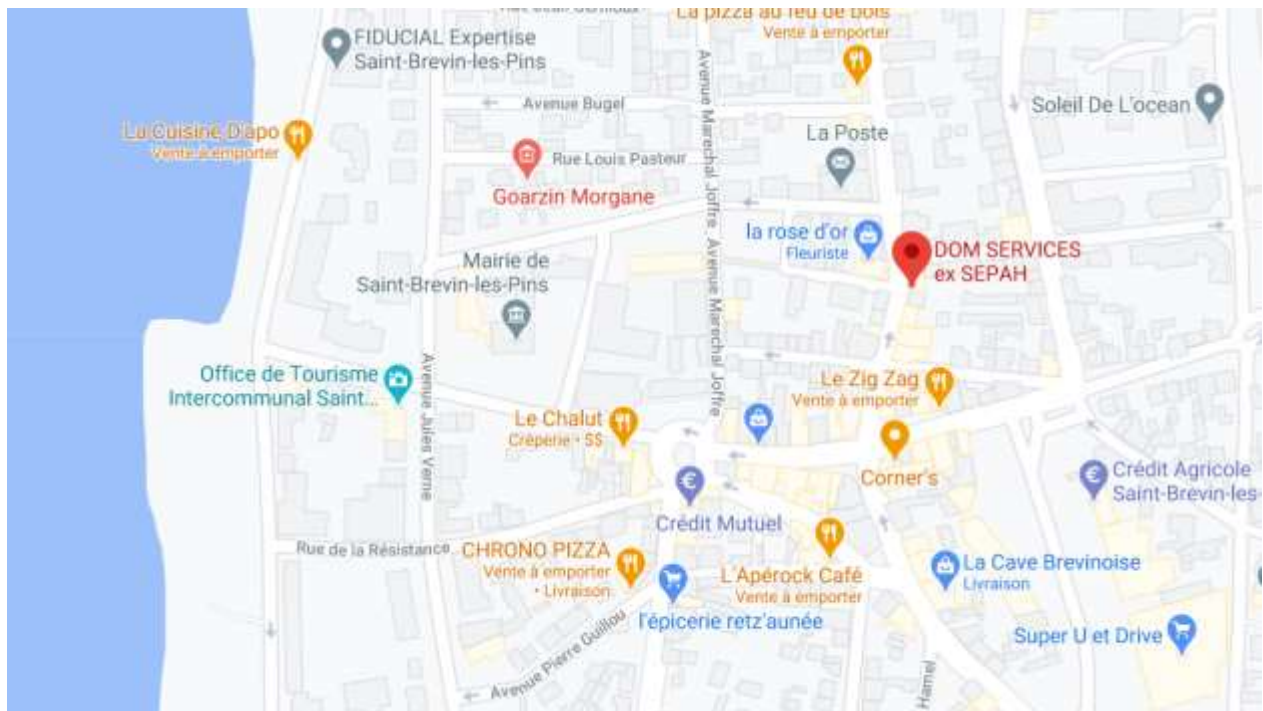 La pizza au feu de bois
Vente à emporter
FIDUCIAL Expertise
Saint-Brevin-les-Pins
Avenue Bugel
Soleil De L'ocean
La Cuisine D'apo
Vente à emporter
La Poste
Rue Louis Pasteur
Goarzin Morgane
Avenue Marechal Joffre
Avenue Marechal Joffre
la rose d'or
Fleuriste
DOM SERVICES
ex SEPAH
Mairie de
Saint-Brevin-les-Pins
Office de Tourisme
Intercommunal Saint...
Avenue Jules Verne
Le Zig Zag
Vente à emporter
Le Chalut
Crêperie • $$
Corner's
Crédit Agricole
Saint-Brevin-les-
Crédit Mutuel
Rue de la Résistance
CHRONO PIZZA
Vente à emporter
• Livraison
L'Apérock Café
Vente à emporter
La Cave Brevinoise
Livraison
l'épicerie retz'aunée
Super U et Drive
Avenue Pierre Guillou
Hamel